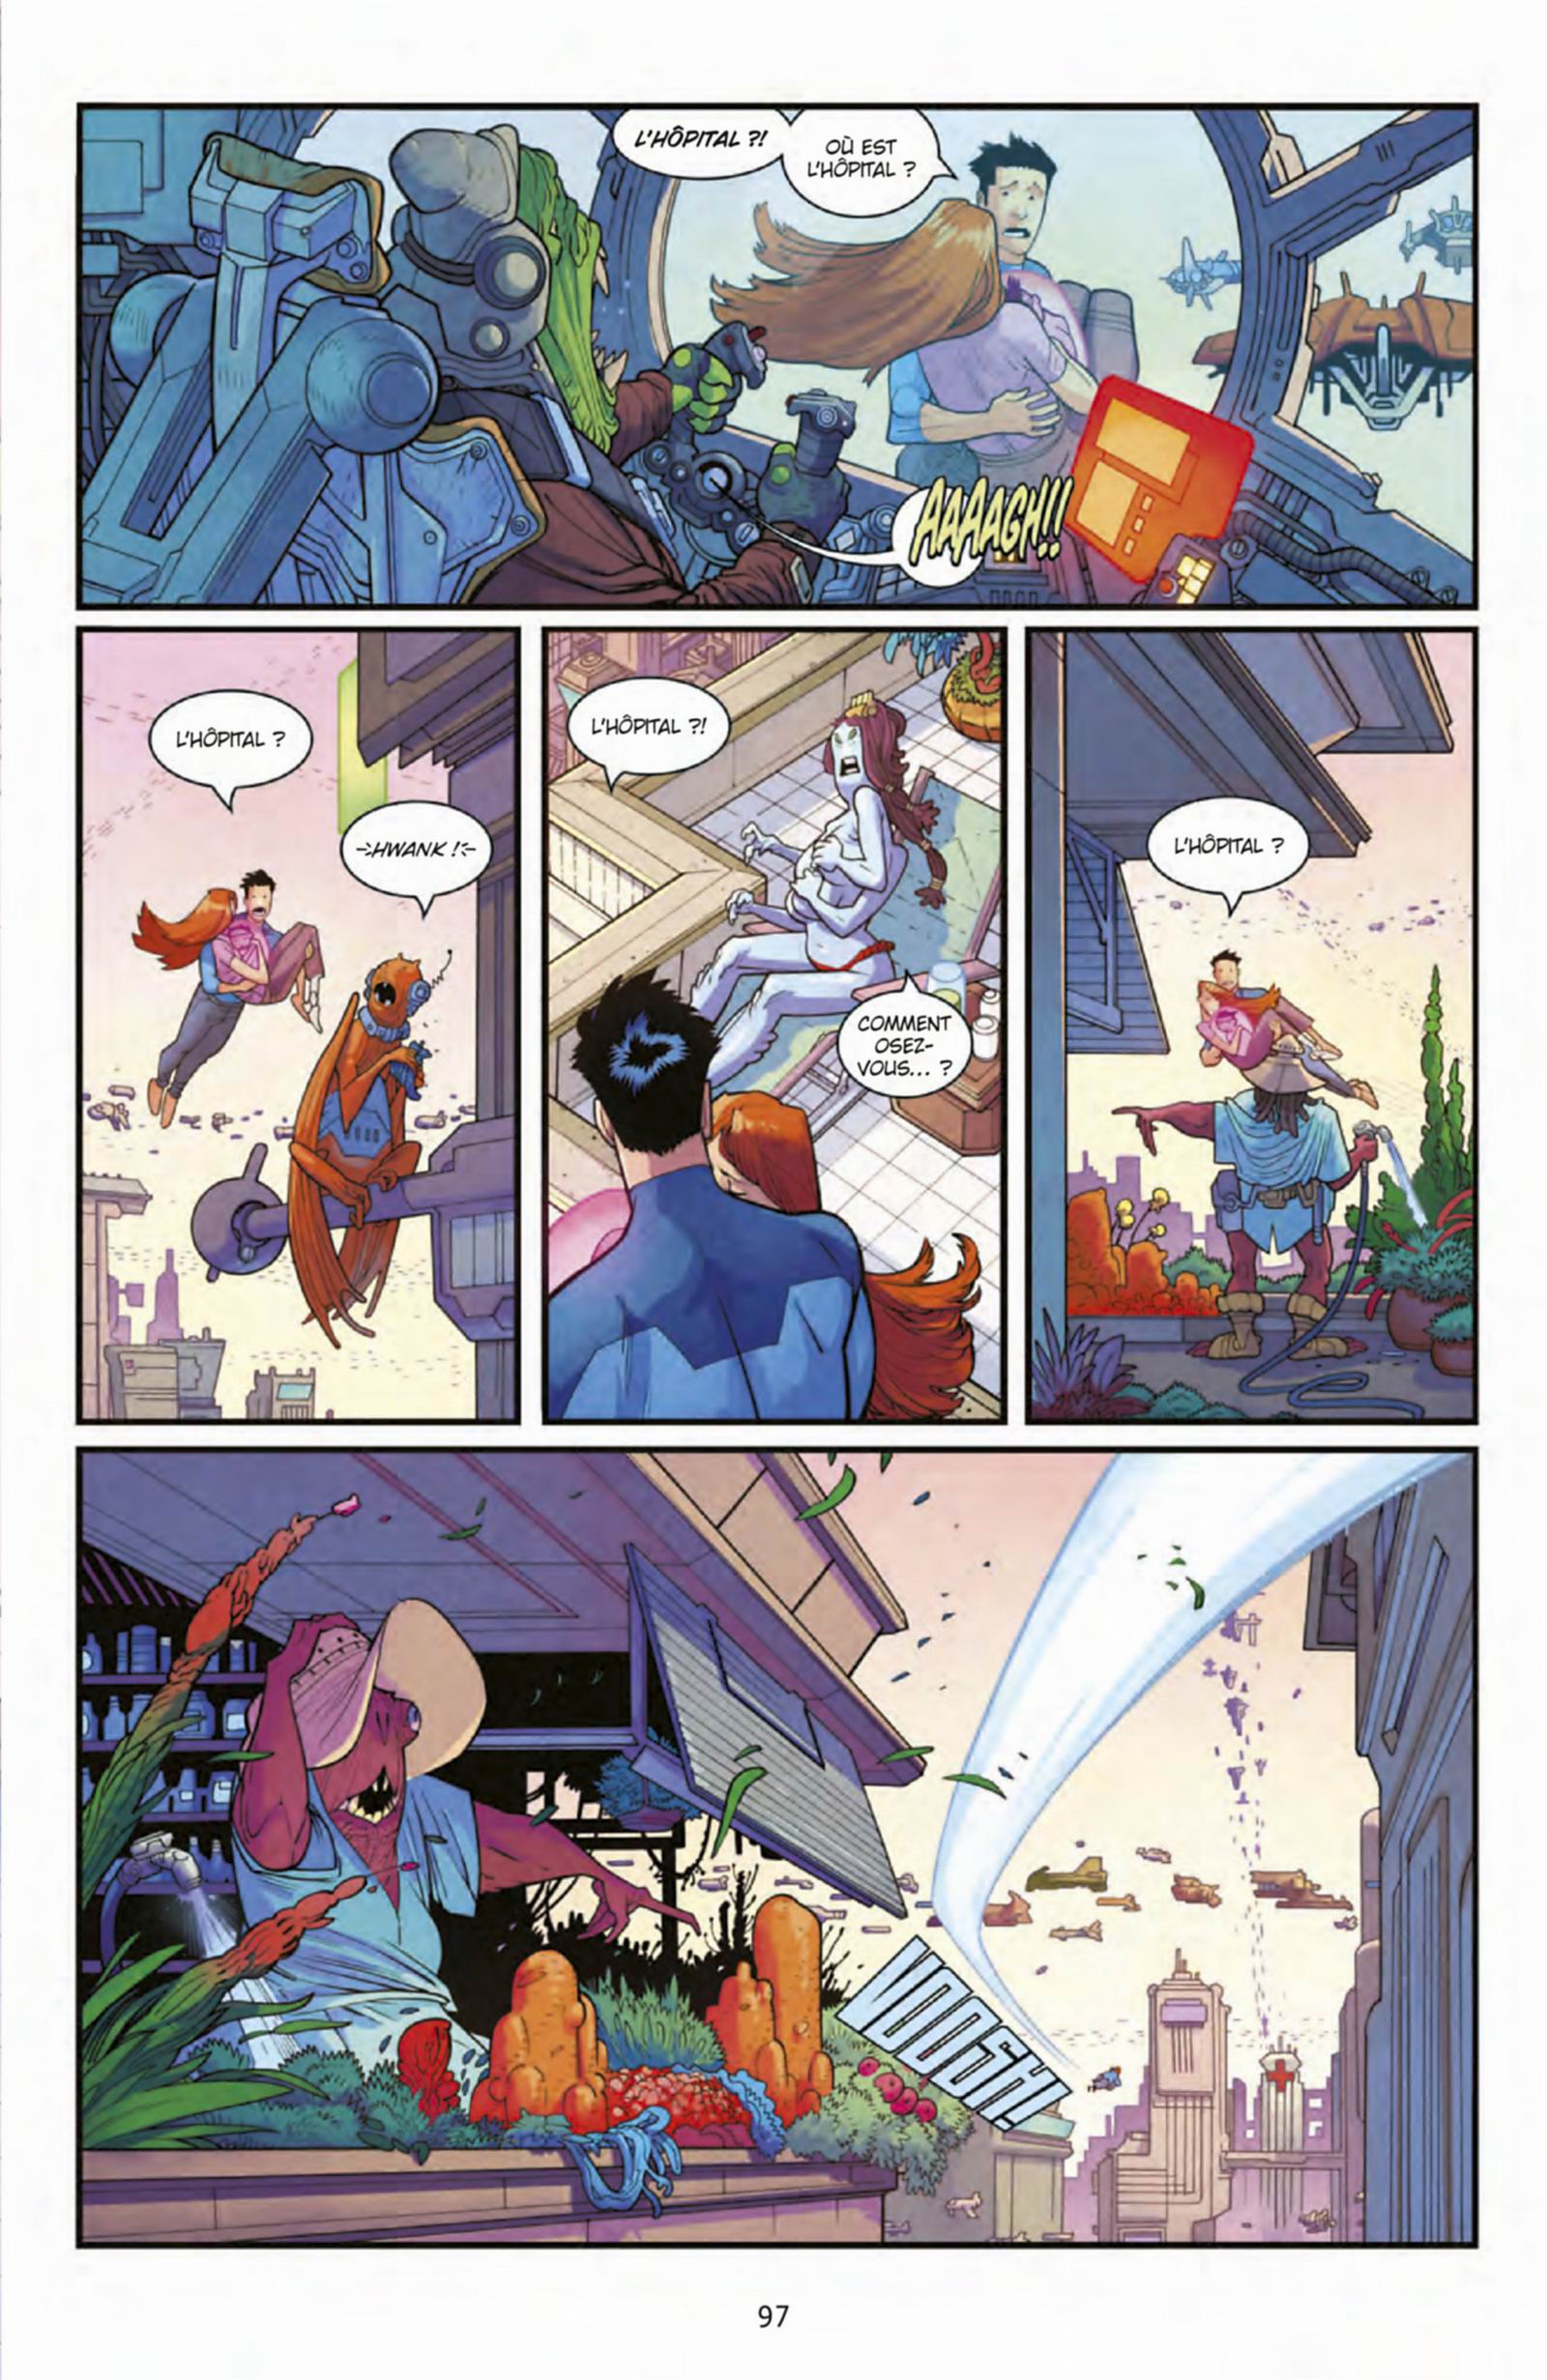 L'HÔPITAL ?!
OÙ EST
L'HÔPITAL ?
AAAAGH!!
L'HÔPITAL ?
HWANK !
L'HÔPITAL ?!
COMMENT
OSEZ-
VOUS... ?
L'HÔPITAL ?
VOOSH!
97